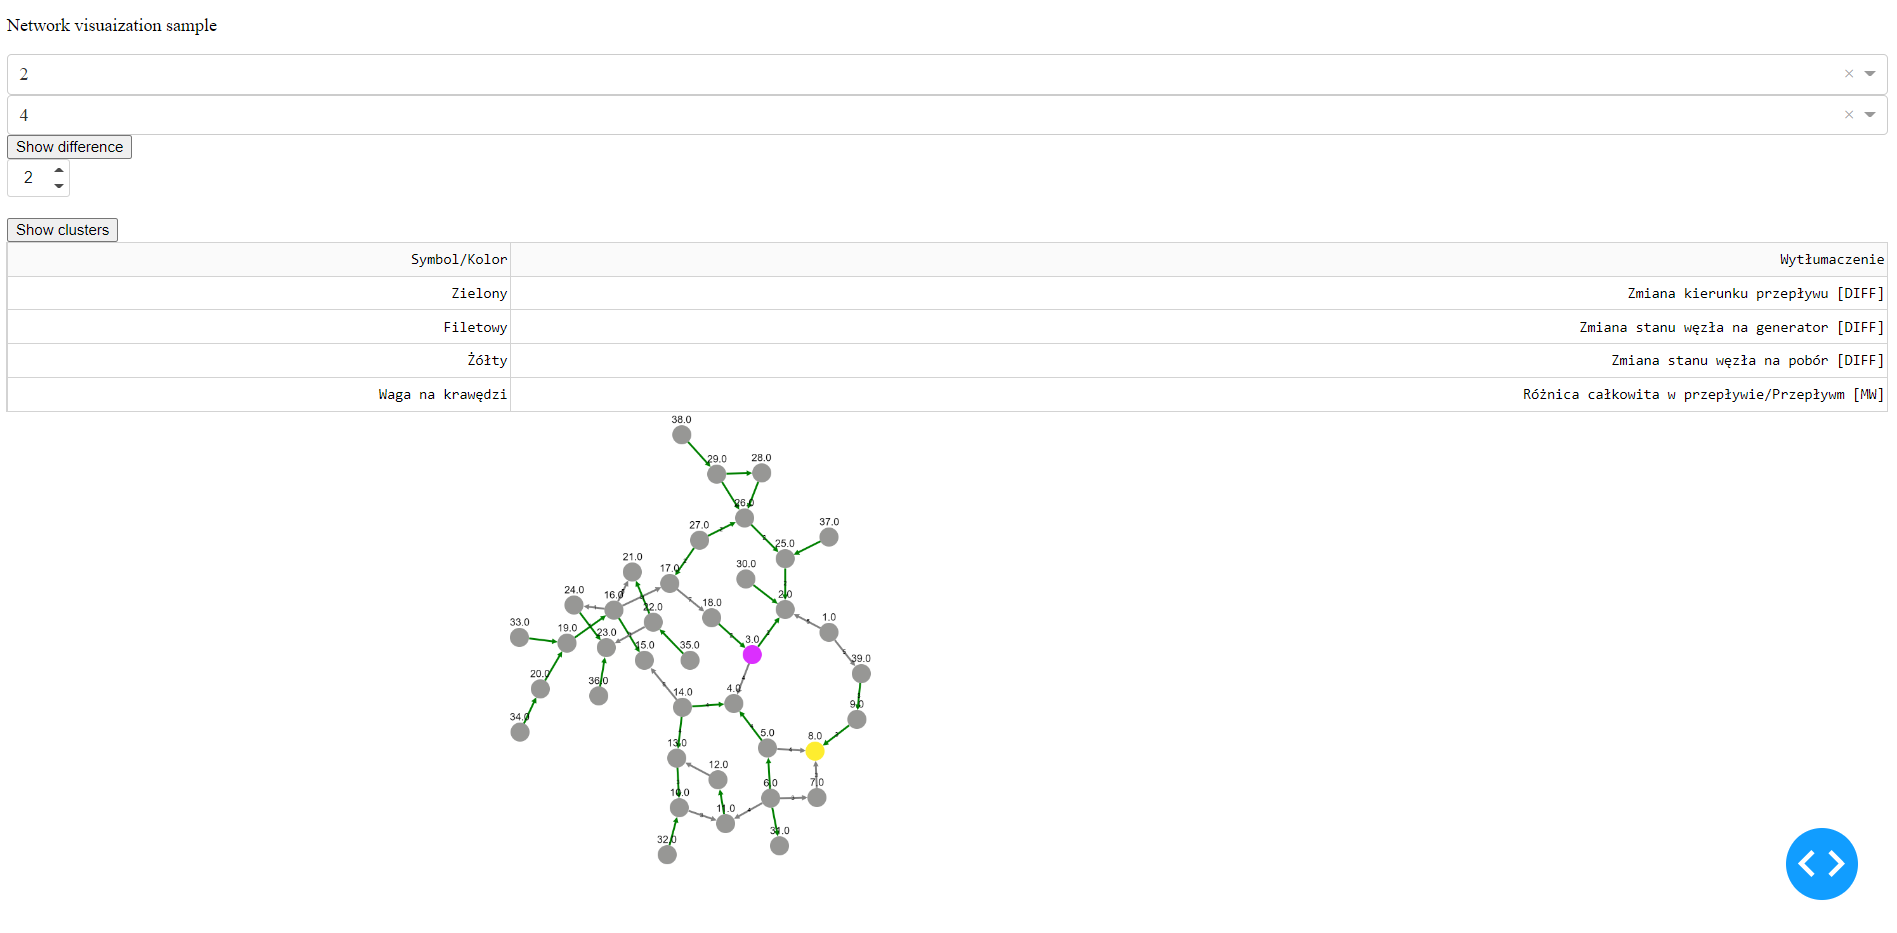 Network visuaization sample
2
4
Show difference
2
Show clusters
Symbol/Kolor Wytłumaczenie
Zielony Zmiana kierunku przepływu [DIFF]
Filetowy Zmiana stanu węzła na generator [DIFF]
Żółty Zmiana stanu węzła na pobór [DIFF]
Waga na krawędzi Różnica całkowita w przepływie/Przepływm [MW]
38.0
29.0 28.0
26.0
27.0 37.0
25.0
21.0
17.0 30.0
24.0 16.0 2.0
22.0 18.0
33.0 19.0 23.0 1.0
15.0 35.0 3.0
39.0
20.0 36.0
14.0 4.0
34.0 9.0
5.0 8.0
13.0
12.0
10.0 6.0 7.0
11.0
32.0 31.0